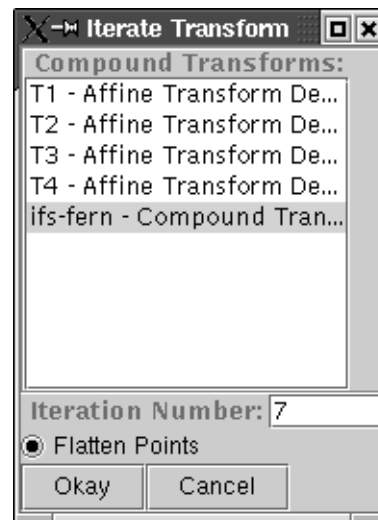 Iterate Transform
Compound Transforms:
T1 - Affine Transform De...
T2 - Affine Transform De...
T3 - Affine Transform De...
T4 - Affine Transform De...
ifs-fern - Compound Tran...
Iteration Number: 7
Flatten Points
Okay Cancel